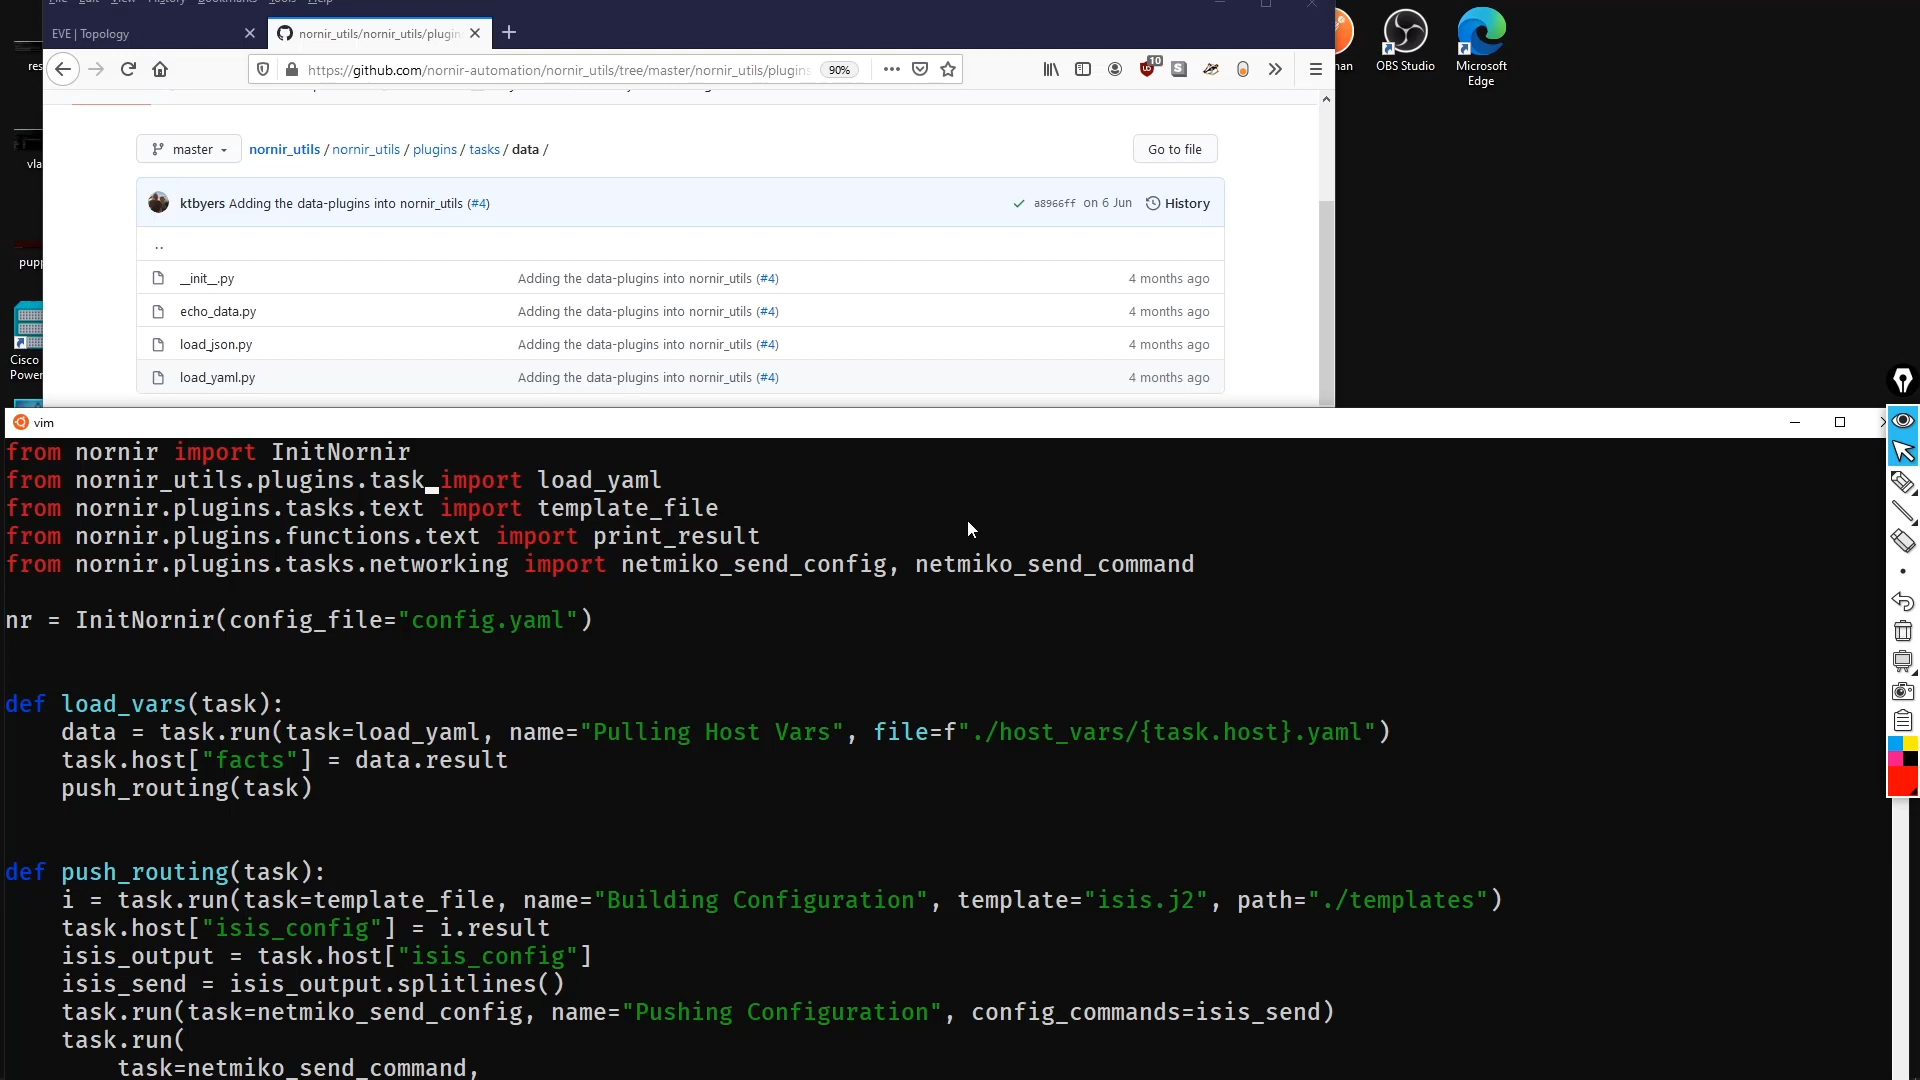 EVE | Topology
nornir_utils/nornir_utils/plugin
https://github.com/nornir-automation/nornir_utils/tree/master/nornir_utils/plugins
90%
10
master
nornir_utils / nornir_utils / plugins / tasks / data /
Go to file
ktbyers Adding the data-plugins into nornir_utils (#4)
a8966ff on 6 Jun
History
..
__init__.py Adding the data-plugins into nornir_utils (#4) 4 months ago
echo_data.py Adding the data-plugins into nornir_utils (#4) 4 months ago
load_json.py Adding the data-plugins into nornir_utils (#4) 4 months ago
load_yaml.py Adding the data-plugins into nornir_utils (#4) 4 months ago
OBS Studio
Microsoft
Edge
res
vla
pupp
Cisco
Power
vim
from nornir import InitNornir
from nornir_utils.plugins.task_import load_yaml
from nornir.plugins.tasks.text import template_file
from nornir.plugins.functions.text import print_result
from nornir.plugins.tasks.networking import netmiko_send_config, netmiko_send_command
nr = InitNornir(config_file="config.yaml")
def load_vars(task):
data = task.run(task=load_yaml, name="Pulling Host Vars", file=f"./host_vars/{task.host}.yaml")
task.host["facts"] = data.result
push_routing(task)
def push_routing(task):
i = task.run(task=template_file, name="Building Configuration", template="isis.j2", path="./templates")
task.host["isis_config"] = i.result
isis_output = task.host["isis_config"]
isis_send = isis_output.splitlines()
task.run(task=netmiko_send_config, name="Pushing Configuration", config_commands=isis_send)
task.run(
task=netmiko_send_command,